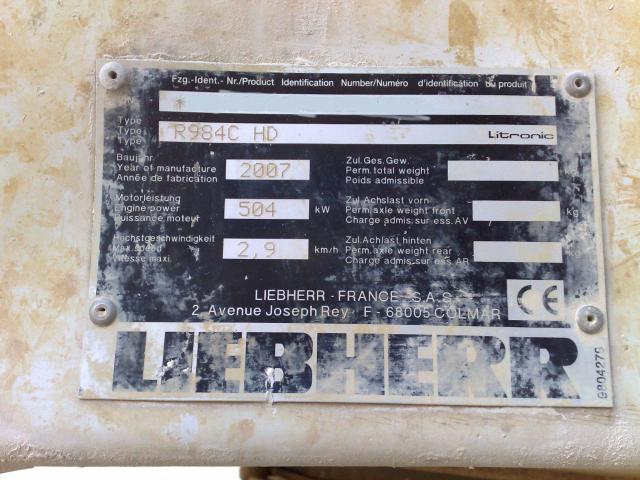 Fzg.-Ident.- Nr./Product Identification Number/Numéro d'identification du produit
*
Type
Type R984C HD Litronic
Type
Baujahr
Year of manufacture 2007
Année de fabrication
Motorleistung
Engine power 504 kW
Puissance moteur
Höchstgeschwindigkeit
Max.speed 2,9 km/h
Vitesse maxi.
Zul.Ges.Gew.
Perm.total weight kg
Poids admissible
Zul.Achslast vorn
Perm.axle weight front kg
Charge admis.sur ess.AV
Zul.Achlast hinten
Perm.axle weight rear kg
Charge admis.sur ess.AR
LIEBHERR - FRANCE S.A.S.
2, Avenue Joseph Rey F - 68005 COLMAR
CE
LIEBHERR